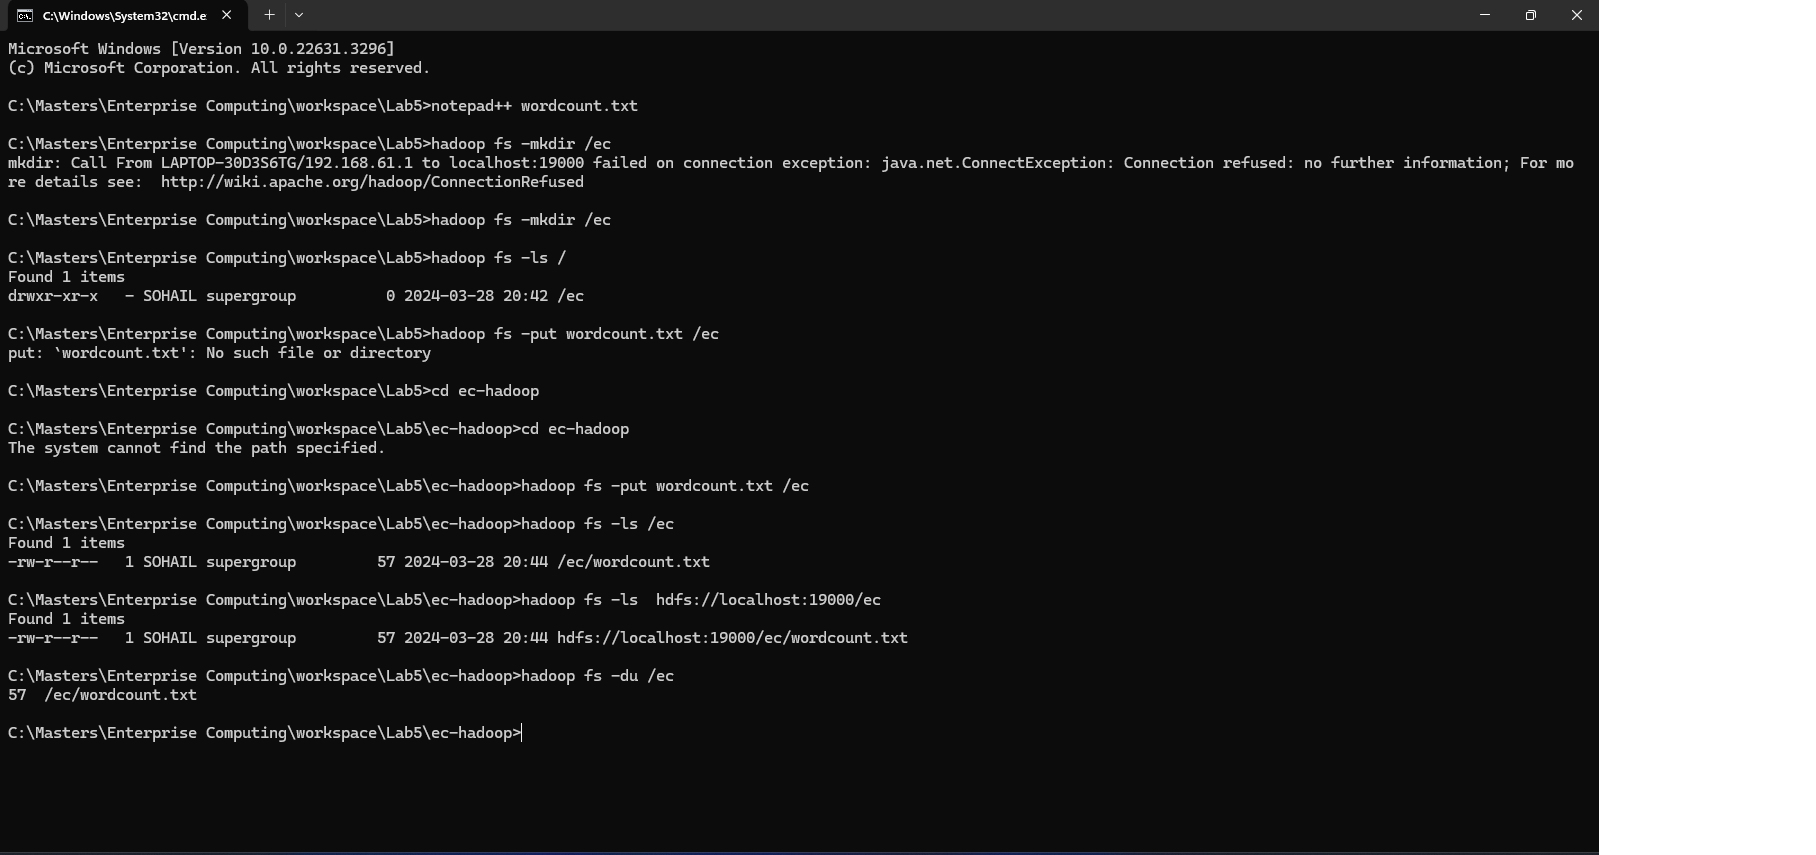 C:\Windows\System32\cmd.e
Microsoft Windows [Version 10.0.22631.3296]
(c) Microsoft Corporation. All rights reserved.
C:\Masters\Enterprise Computing\workspace\Lab5>notepad++ wordcount.txt
C:\Masters\Enterprise Computing\workspace\Lab5>hadoop fs -mkdir /ec
mkdir: Call From LAPTOP-30D3S6TG/192.168.61.1 to localhost:19000 failed on connection exception: java.net.ConnectException: Connection refused: no further information; For mo
re details see:  http://wiki.apache.org/hadoop/ConnectionRefused
C:\Masters\Enterprise Computing\workspace\Lab5>hadoop fs -mkdir /ec
C:\Masters\Enterprise Computing\workspace\Lab5>hadoop fs -ls /
Found 1 items
drwxr-xr-x   - SOHAIL supergroup          0 2024-03-28 20:42 /ec
C:\Masters\Enterprise Computing\workspace\Lab5>hadoop fs -put wordcount.txt /ec
put: `wordcount.txt': No such file or directory
C:\Masters\Enterprise Computing\workspace\Lab5>cd ec-hadoop
C:\Masters\Enterprise Computing\workspace\Lab5\ec-hadoop>cd ec-hadoop
The system cannot find the path specified.
C:\Masters\Enterprise Computing\workspace\Lab5\ec-hadoop>hadoop fs -put wordcount.txt /ec
C:\Masters\Enterprise Computing\workspace\Lab5\ec-hadoop>hadoop fs -ls /ec
Found 1 items
-rw-r--r--   1 SOHAIL supergroup         57 2024-03-28 20:44 /ec/wordcount.txt
C:\Masters\Enterprise Computing\workspace\Lab5\ec-hadoop>hadoop fs -ls  hdfs://localhost:19000/ec
Found 1 items
-rw-r--r--   1 SOHAIL supergroup         57 2024-03-28 20:44 hdfs://localhost:19000/ec/wordcount.txt
C:\Masters\Enterprise Computing\workspace\Lab5\ec-hadoop>hadoop fs -du /ec
57  /ec/wordcount.txt
C:\Masters\Enterprise Computing\workspace\Lab5\ec-hadoop>